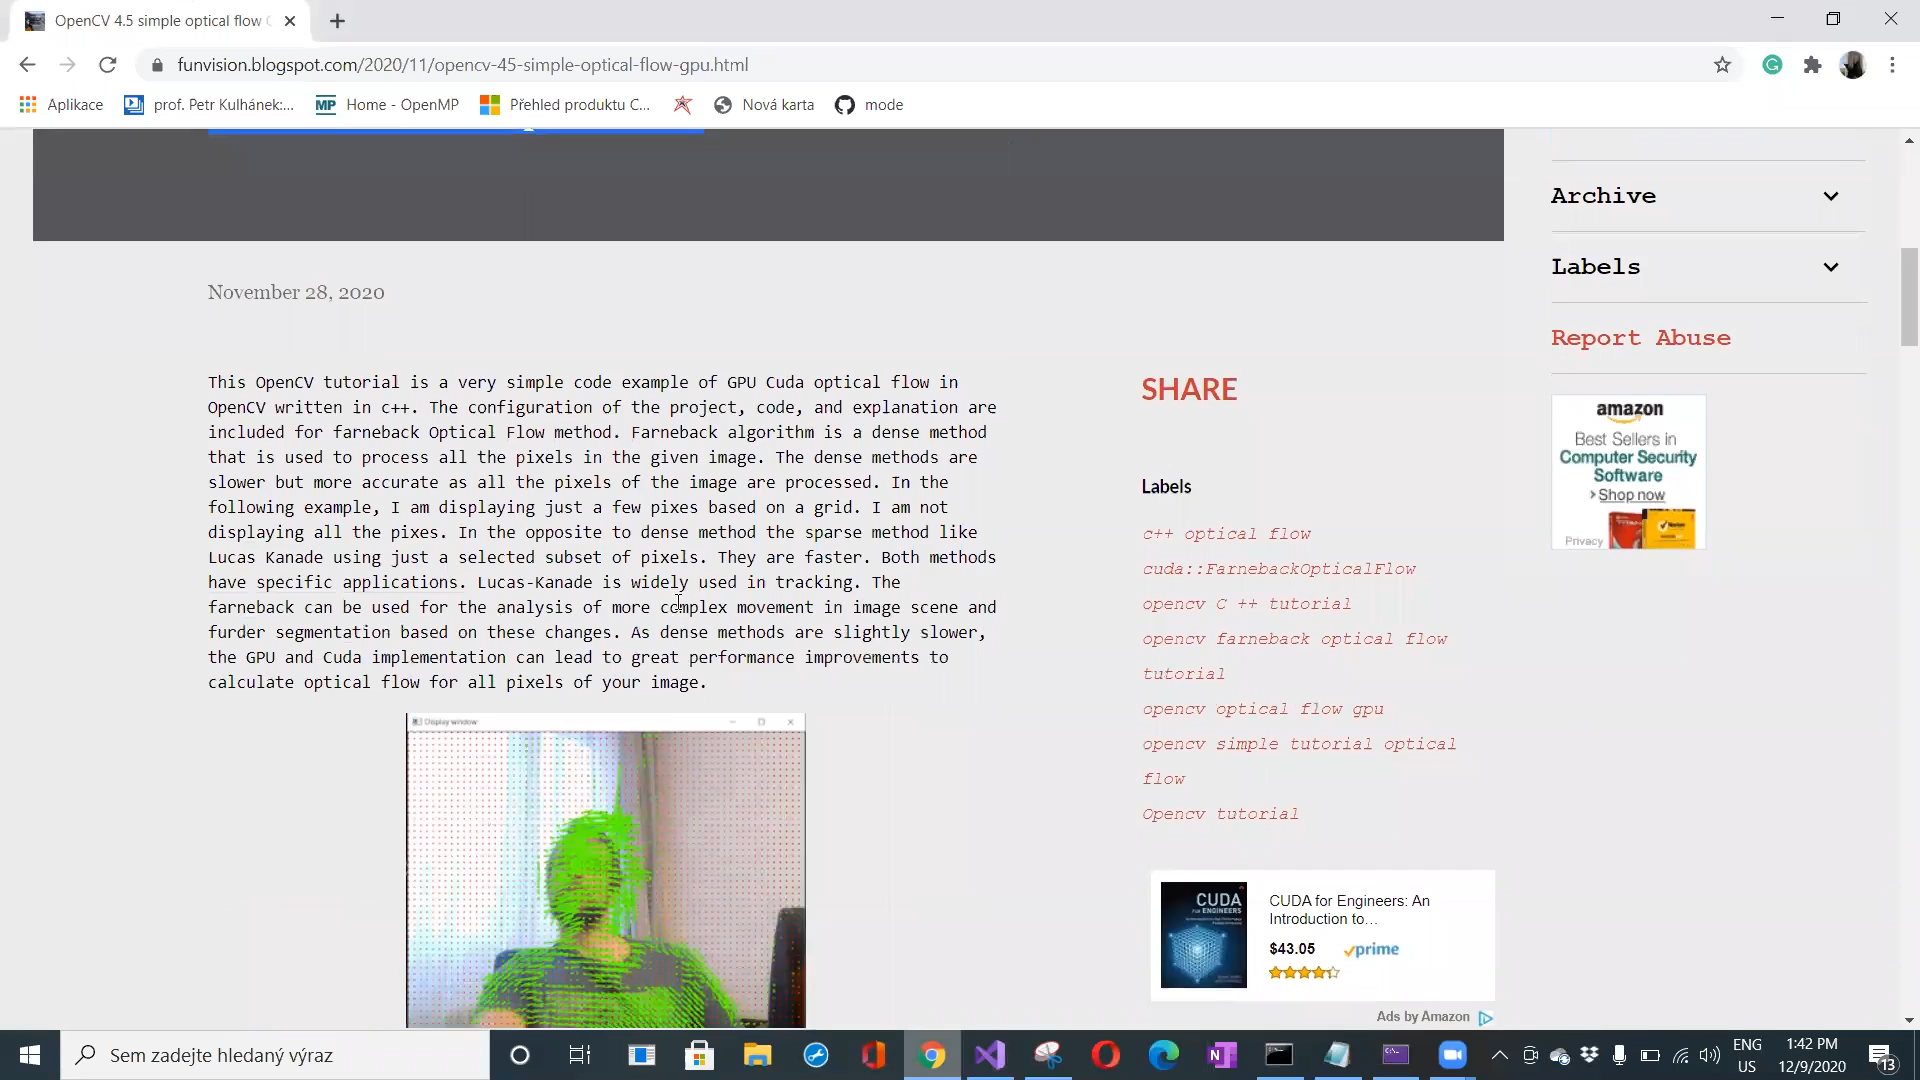 OpenCV 4.5 simple optical flow
funvision.blogspot.com/2020/11/opencv-45-simple-optical-flow-gpu.html
Aplikace
prof. Petr Kulhánek:...
MP Home - OpenMP
Přehled produktu C...
Nová karta
mode
Archive
Labels
Report Abuse
November 28, 2020
This OpenCV tutorial is a very simple code example of GPU Cuda optical flow in
OpenCV written in c++. The configuration of the project, code, and explanation are
included for farneback Optical Flow method. Farneback algorithm is a dense method
that is used to process all the pixels in the given image. The dense methods are
slower but more accurate as all the pixels of the image are processed. In the
following example, I am displaying just a few pixes based on a grid. I am not
displaying all the pixes. In the opposite to dense method the sparse method like
Lucas Kanade using just a selected subset of pixels. They are faster. Both methods
have specific applications. Lucas-Kanade is widely used in tracking. The
farneback can be used for the analysis of more complex movement in image scene and
furder segmentation based on these changes. As dense methods are slightly slower,
the GPU and Cuda implementation can lead to great performance improvements to
calculate optical flow for all pixels of your image.
Display window
SHARE
Labels
c++ optical flow
cuda::FarnebackOpticalFlow
opencv C ++ tutorial
opencv farneback optical flow
tutorial
opencv optical flow gpu
opencv simple tutorial optical
flow
Opencv tutorial
CUDA
FOR ENGINEERS
CUDA for Engineers: An
Introduction to...
$43.05 prime
Ads by Amazon
amazon
Best Sellers in
Computer Security
Software
> Shop now
Privacy
Norton
Sem zadejte hledaný výraz
ENG
US
1:42 PM
12/9/2020
13